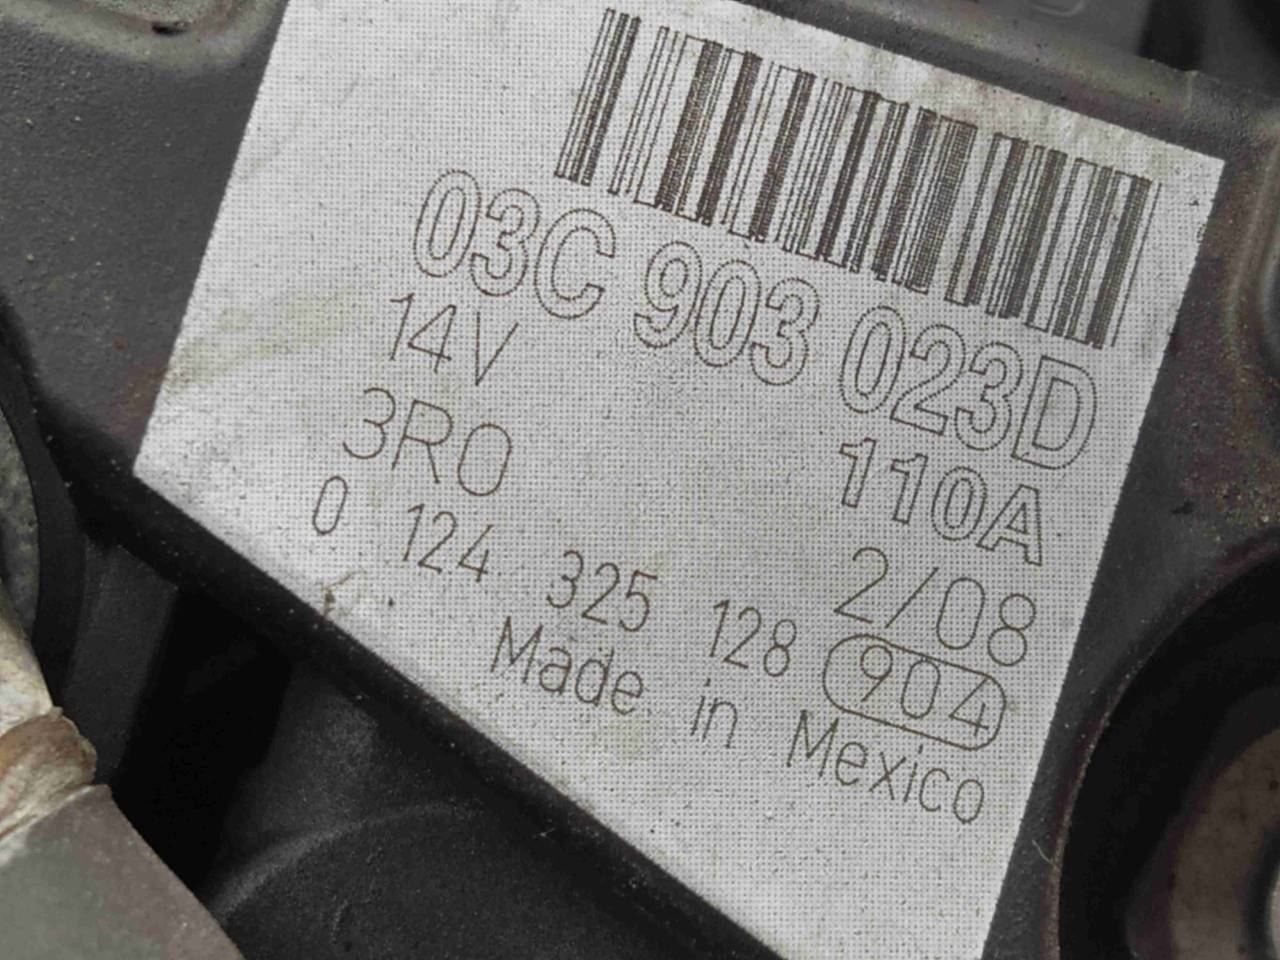 03C 903 023D
14V 110A
3R0 2/08
0 124 325 128 904
Made in Mexico